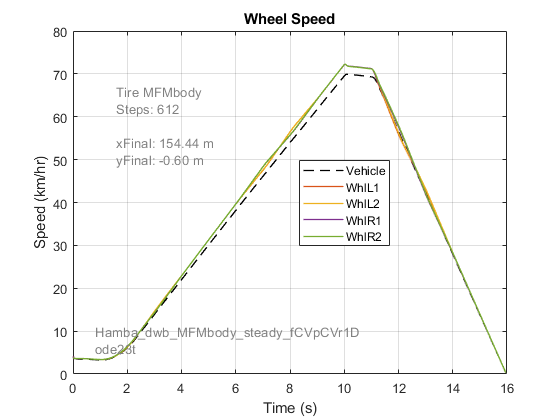 Wheel Speed
80
70
60
50
40
30
20
10
0
Speed (km/hr)
Tire MFMbody
Steps: 612
xFinal: 154.44 m
yFinal: -0.60 m
Vehicle
WhlL1
WhlL2
WhlR1
WhlR2
Hamba_dwb_MFMbody_steady_fCVpCVr1D
ode23t
0 2 4 6 8 10 12 14 16
Time (s)